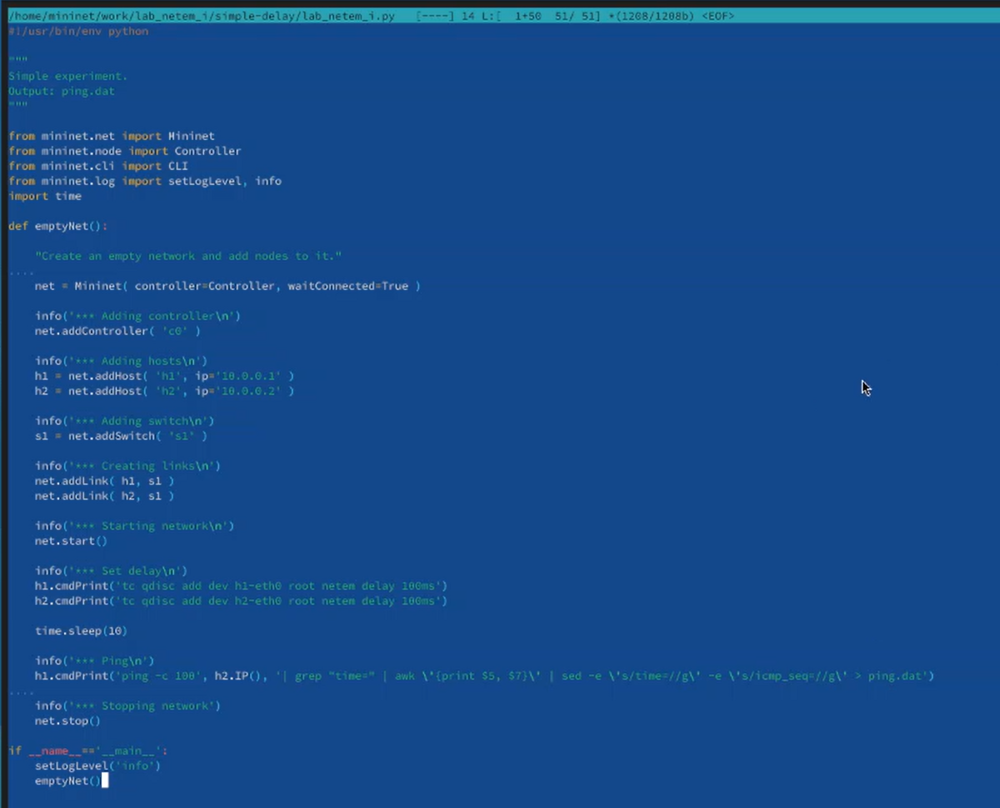 /home/mininet/work/lab_netem_i/simple-delay/lab_netem_i.py   [----] 14 L:[  1+50  51/ 51] *(1208/1208b) <EOF>
#!/usr/bin/env python
"""
Simple experiment.
Output: ping.dat
"""
from mininet.net import Mininet
from mininet.node import Controller
from mininet.cli import CLI
from mininet.log import setLogLevel, info
import time
def emptyNet():
    "Create an empty network and add nodes to it."
....
    net = Mininet( controller=Controller, waitConnected=True )
    info('*** Adding controller\n')
    net.addController( 'c0' )
    info('*** Adding hosts\n')
    h1 = net.addHost( 'h1', ip='10.0.0.1' )
    h2 = net.addHost( 'h2', ip='10.0.0.2' )
    info('*** Adding switch\n')
    s1 = net.addSwitch( 's1' )
    info('*** Creating links\n')
    net.addLink( h1, s1 )
    net.addLink( h2, s1 )
    info('*** Starting network\n')
    net.start()
    info('*** Set delay\n')
    h1.cmdPrint('tc qdisc add dev h1-eth0 root netem delay 100ms')
    h2.cmdPrint('tc qdisc add dev h2-eth0 root netem delay 100ms')
    time.sleep(10)
    info('*** Ping\n')
    h1.cmdPrint('ping -c 100', h2.IP(), '| grep "time=" | awk \'{print $5, $7}\' | sed -e \'s/time=//g\' -e \'s/icmp_seq=//g\' > ping.dat')
....
    info('*** Stopping network')
    net.stop()
if __name__=='__main__':
    setLogLevel('info')
    emptyNet()